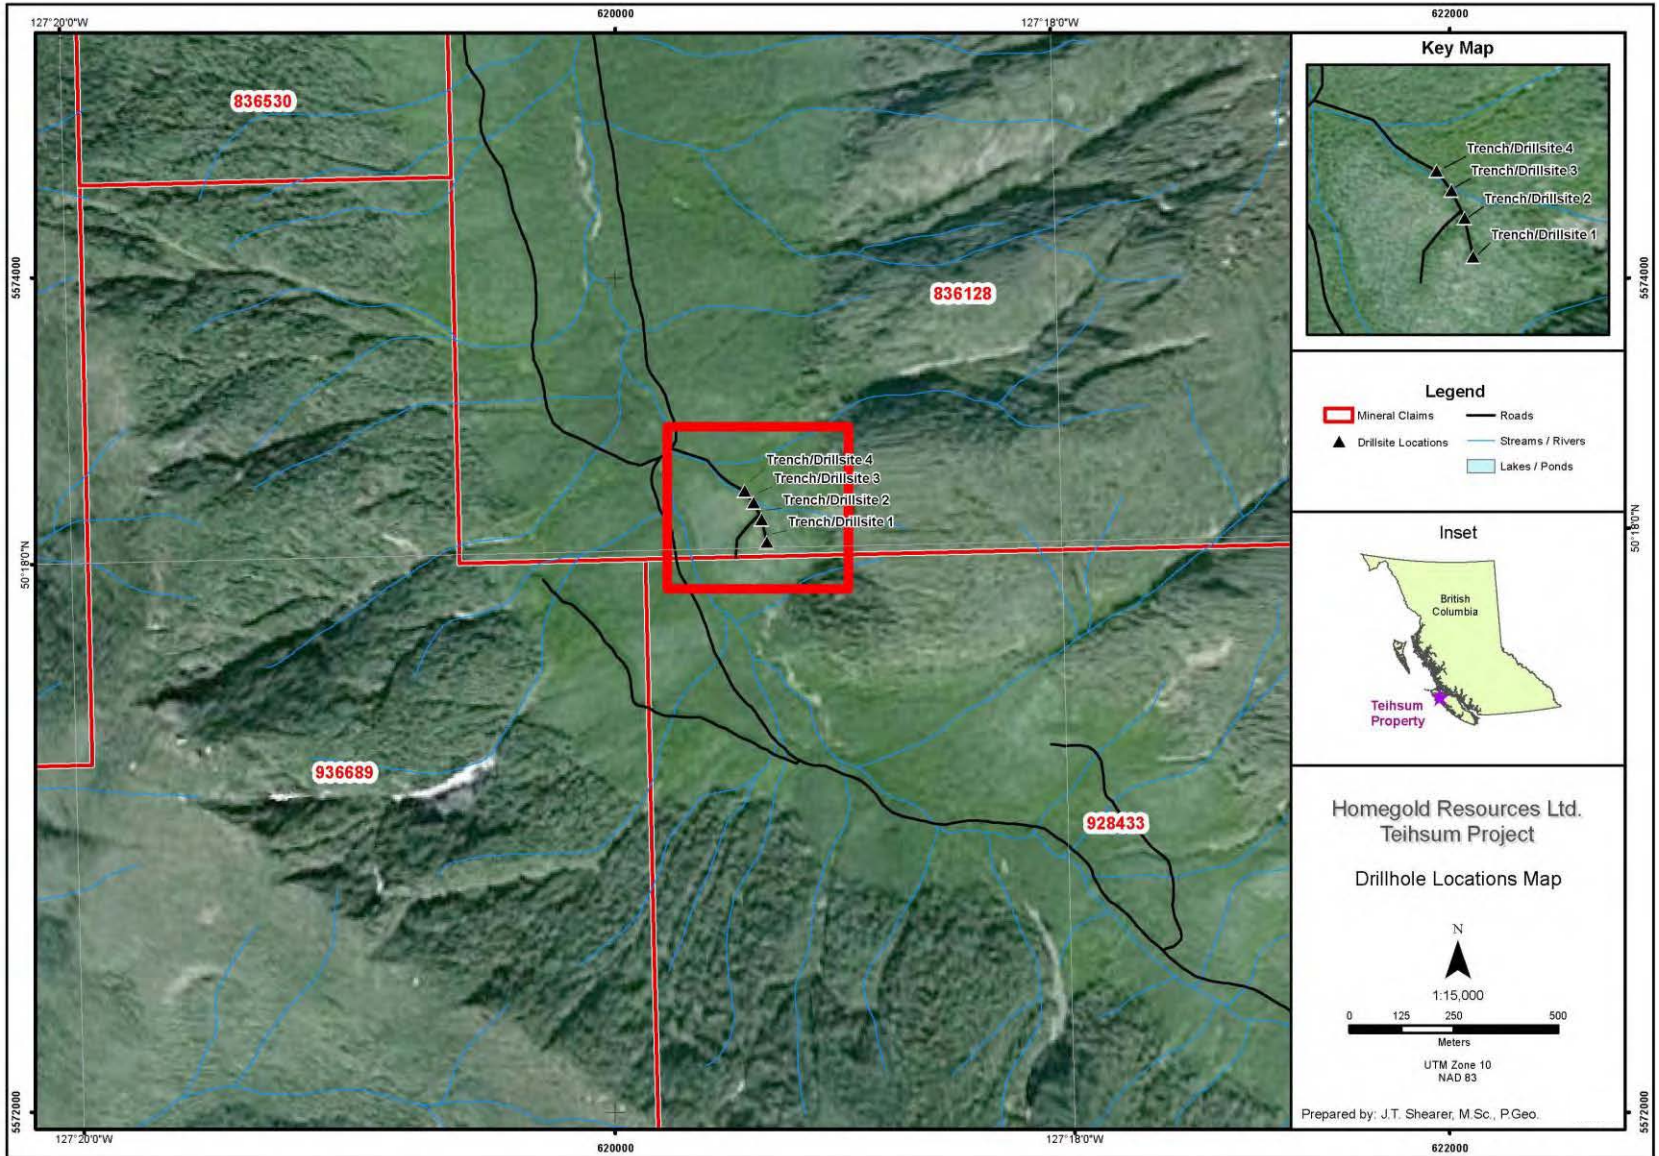 620000
622000
127°20'0"W
127°18'0"W
836530
836128
5574000
5574000
Trench/Drillsite 4
Trench/Drillsite 3
Trench/Drillsite 2
Trench/Drillsite 1
50°18'0"N
50°18'0"N
936689
928433
5572000
5572000
127°20'0"W
127°18'0"W
620000
622000
Key Map
Trench/Drillsite 4
Trench/Drillsite 3
Trench/Drillsite 2
Trench/Drillsite 1
Legend
Mineral Claims
Roads
Drillsite Locations
Streams / Rivers
Lakes / Ponds
Inset
British
Columbia
Teihsum
Property
Homegold Resources Ltd.
Teihsum Project
Drillhole Locations Map
N
1:15,000
0 125 250 500
Meters
UTM Zone 10
NAD 83
Prepared by: J.T. Shearer, M.Sc., P.Geo.